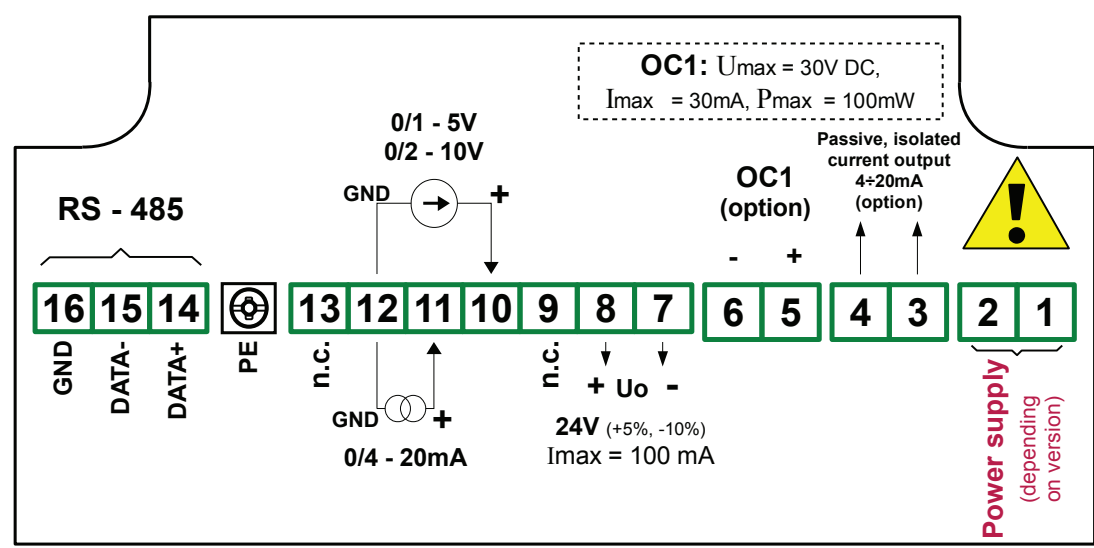 OC1: Umax = 30V DC,
Imax = 30mA, Pmax = 100mW
0/1 - 5V
0/2 - 10V
GND +
RS - 485
OC1
(option)
- +
Passive, isolated
current output
4÷20mA
(option)
!
16 15 14
PE
13 12 11 10 9 8 7
6 5
4 3
2 1
GND
DATA-
DATA+
n.c.
GND +
0/4 - 20mA
n.c.
+ Uo -
24V (+5%, -10%)
Imax = 100 mA
Power supply
(depending
on version)